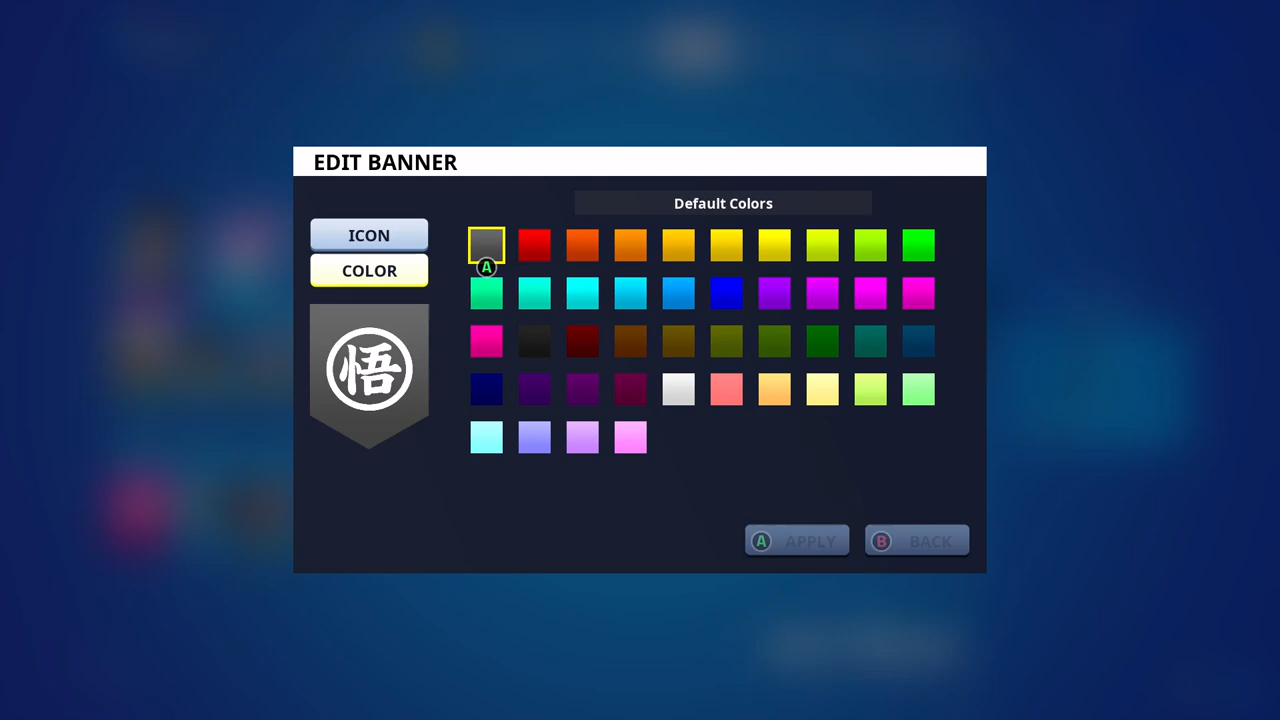 EDIT BANNER
Default Colors
ICON
COLOR
A
悟
A APPLY
B BACK